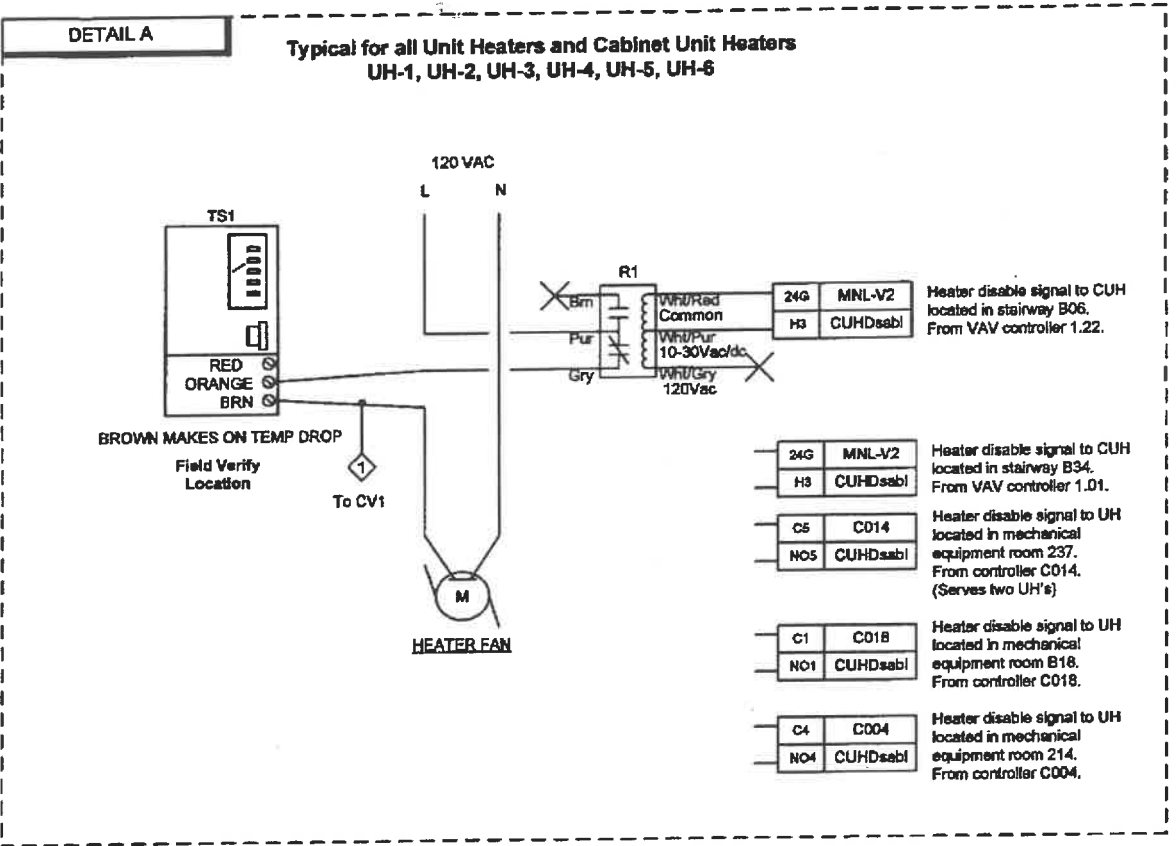 DETAIL A
Typical for all Unit Heaters and Cabinet Unit Heaters
UH-1, UH-2, UH-3, UH-4, UH-5, UH-6
120 VAC
L N
TS1
RED
ORANGE
BRN
BROWN MAKES ON TEMP DROP
Field Verify
Location
1
To CV1
M
HEATER FAN
R1
Brn
Pur
Gry
Wht/Red
Common
Wht/Pur
10-30Vac/dc
Wht/Gry
120Vac
24G MNL-V2
H3 CUHDsabl
Heater disable signal to CUH
located in stairway B06.
From VAV controller 1.22.
24G MNL-V2
H3 CUHDsabl
Heater disable signal to CUH
located in stairway B34.
From VAV controller 1.01.
C5 C014
NO5 CUHDsabl
Heater disable signal to UH
located in mechanical
equipment room 237.
From controller C014.
(Serves two UH's)
C1 C018
NO1 CUHDsabl
Heater disable signal to UH
located in mechanical
equipment room B18.
From controller C018.
C4 C004
NO4 CUHDsabl
Heater disable signal to UH
located in mechanical
equipment room 214.
From controller C004.